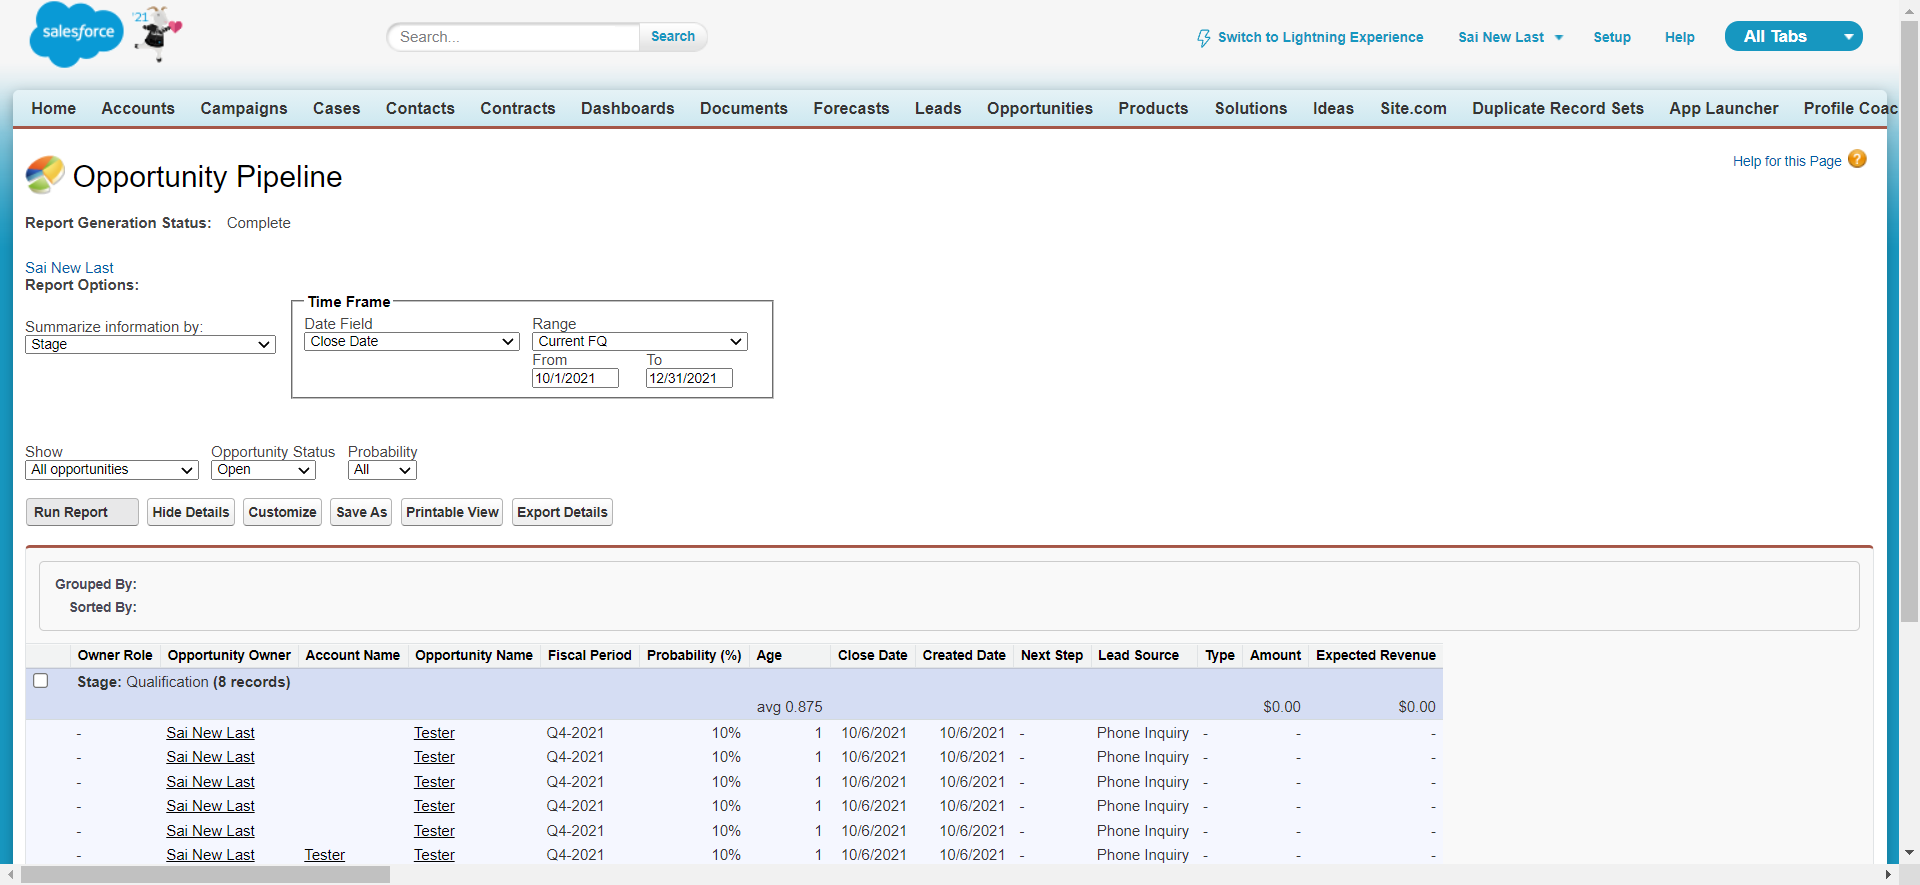 salesforce
'21
Search...
Search
Switch to Lightning Experience
Sai New Last
Setup
Help
All Tabs
Home Accounts Campaigns Cases Contacts Contracts Dashboards Documents Forecasts Leads Opportunities Products Solutions Ideas Site.com Duplicate Record Sets App Launcher Profile Coac
Opportunity Pipeline
Help for this Page ?
Report Generation Status: Complete
Sai New Last
Report Options:
Time Frame
Summarize information by:
Stage
Date Field Range
Close Date Current FQ
From To
10/1/2021 12/31/2021
Show Opportunity Status Probability
All opportunities Open All
Run Report Hide Details Customize Save As Printable View Export Details
Grouped By:
Sorted By:
Owner Role Opportunity Owner Account Name Opportunity Name Fiscal Period Probability (%) Age Close Date Created Date Next Step Lead Source Type Amount Expected Revenue
Stage: Qualification (8 records)
avg 0.875 $0.00 $0.00
- Sai New Last Tester Q4-2021 10% 1 10/6/2021 10/6/2021 - Phone Inquiry - - -
- Sai New Last Tester Q4-2021 10% 1 10/6/2021 10/6/2021 - Phone Inquiry - - -
- Sai New Last Tester Q4-2021 10% 1 10/6/2021 10/6/2021 - Phone Inquiry - - -
- Sai New Last Tester Q4-2021 10% 1 10/6/2021 10/6/2021 - Phone Inquiry - - -
- Sai New Last Tester Q4-2021 10% 1 10/6/2021 10/6/2021 - Phone Inquiry - - -
- Sai New Last Tester Tester Q4-2021 10% 1 10/6/2021 10/6/2021 - Phone Inquiry - - -